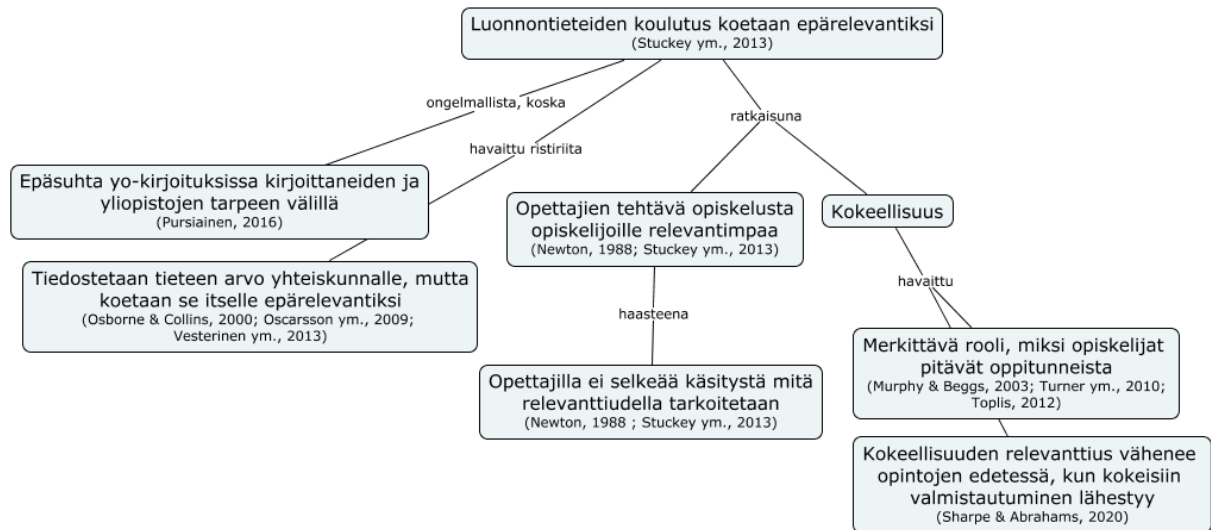 Luonnontieteiden koulutus koetaan epärelevantiksi
(Stuckey ym., 2013)
ongelmallista, koska
ratkaisuna
havaittu ristiriita
Epäsuhta yo-kirjoituksissa kirjoittaneiden ja
yliopistojen tarpeen välillä
(Pursiainen, 2016)
Opettajien tehtävä opiskelusta
opiskelijoille relevantimpaa
(Newton, 1988; Stuckey ym., 2013)
Kokeellisuus
Tiedostetaan tieteen arvo yhteiskunnalle, mutta
koetaan se itselle epärelevantiksi
(Osborne & Collins, 2000; Oscarsson ym., 2009;
Vesterinen ym., 2013)
haasteena
havaittu
Opettajilla ei selkeää käsitystä mitä
relevanttiudella tarkoitetaan
(Newton, 1988 ; Stuckey ym., 2013)
Merkittävä rooli, miksi opiskelijat
pitävät oppitunneista
(Murphy & Beggs, 2003; Turner ym., 2010;
Toplis, 2012)
Kokeellisuuden relevanttius vähenee
opintojen edetessä, kun kokeisiin
valmistautuminen lähestyy
(Sharpe & Abrahams, 2020)